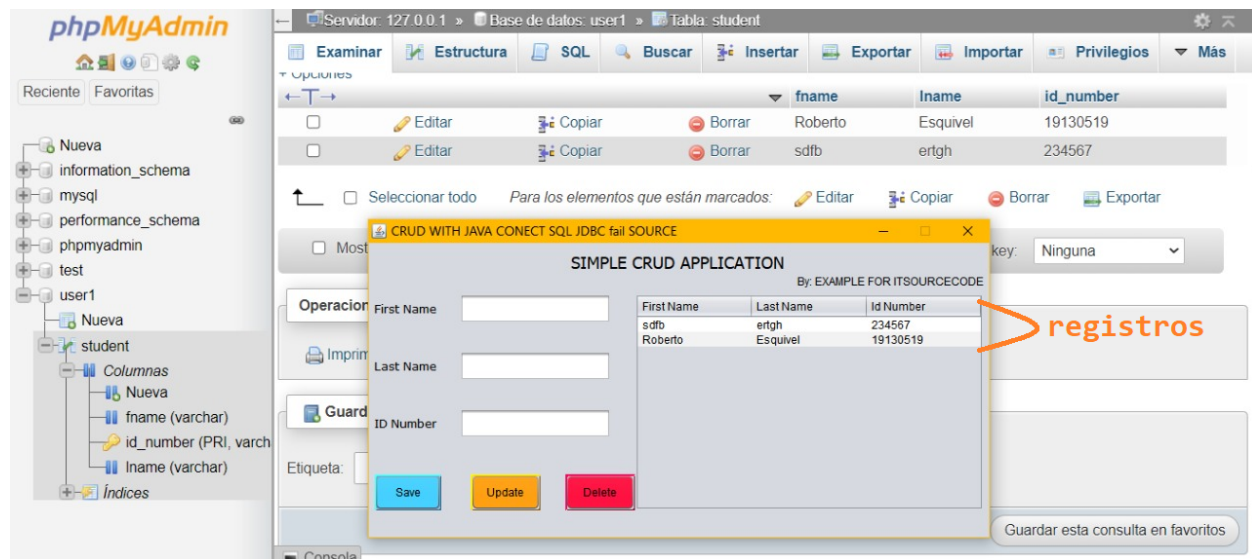 phpMyAdmin
Reciente Favoritas
Nueva
information_schema
mysql
performance_schema
phpmyadmin
test
user1
Nueva
student
Columnas
Nueva
fname (varchar)
id_number (PRI, varch
lname (varchar)
Índices
Servidor: 127.0.0.1 » Base de datos: user1 » Tabla: student
Examinar Estructura SQL Buscar Insertar Exportar Importar Privilegios Más
+ Opciones
fname lname id_number
Editar Copiar Borrar Roberto Esquivel 19130519
Editar Copiar Borrar sdfb ertgh 234567
Seleccionar todo Para los elementos que están marcados: Editar Copiar Borrar Exportar
Most key: Ninguna
Operacion
Imprim
Guard
Etiqueta:
Guardar esta consulta en favoritos
Consola
CRUD WITH JAVA CONECT SQL JDBC fail SOURCE
SIMPLE CRUD APPLICATION
By: EXAMPLE FOR ITSOURCECODE
First Name
Last Name
ID Number
Save Update Delete
First Name Last Name Id Number
sdfb ertgh 234567
Roberto Esquivel 19130519
registros